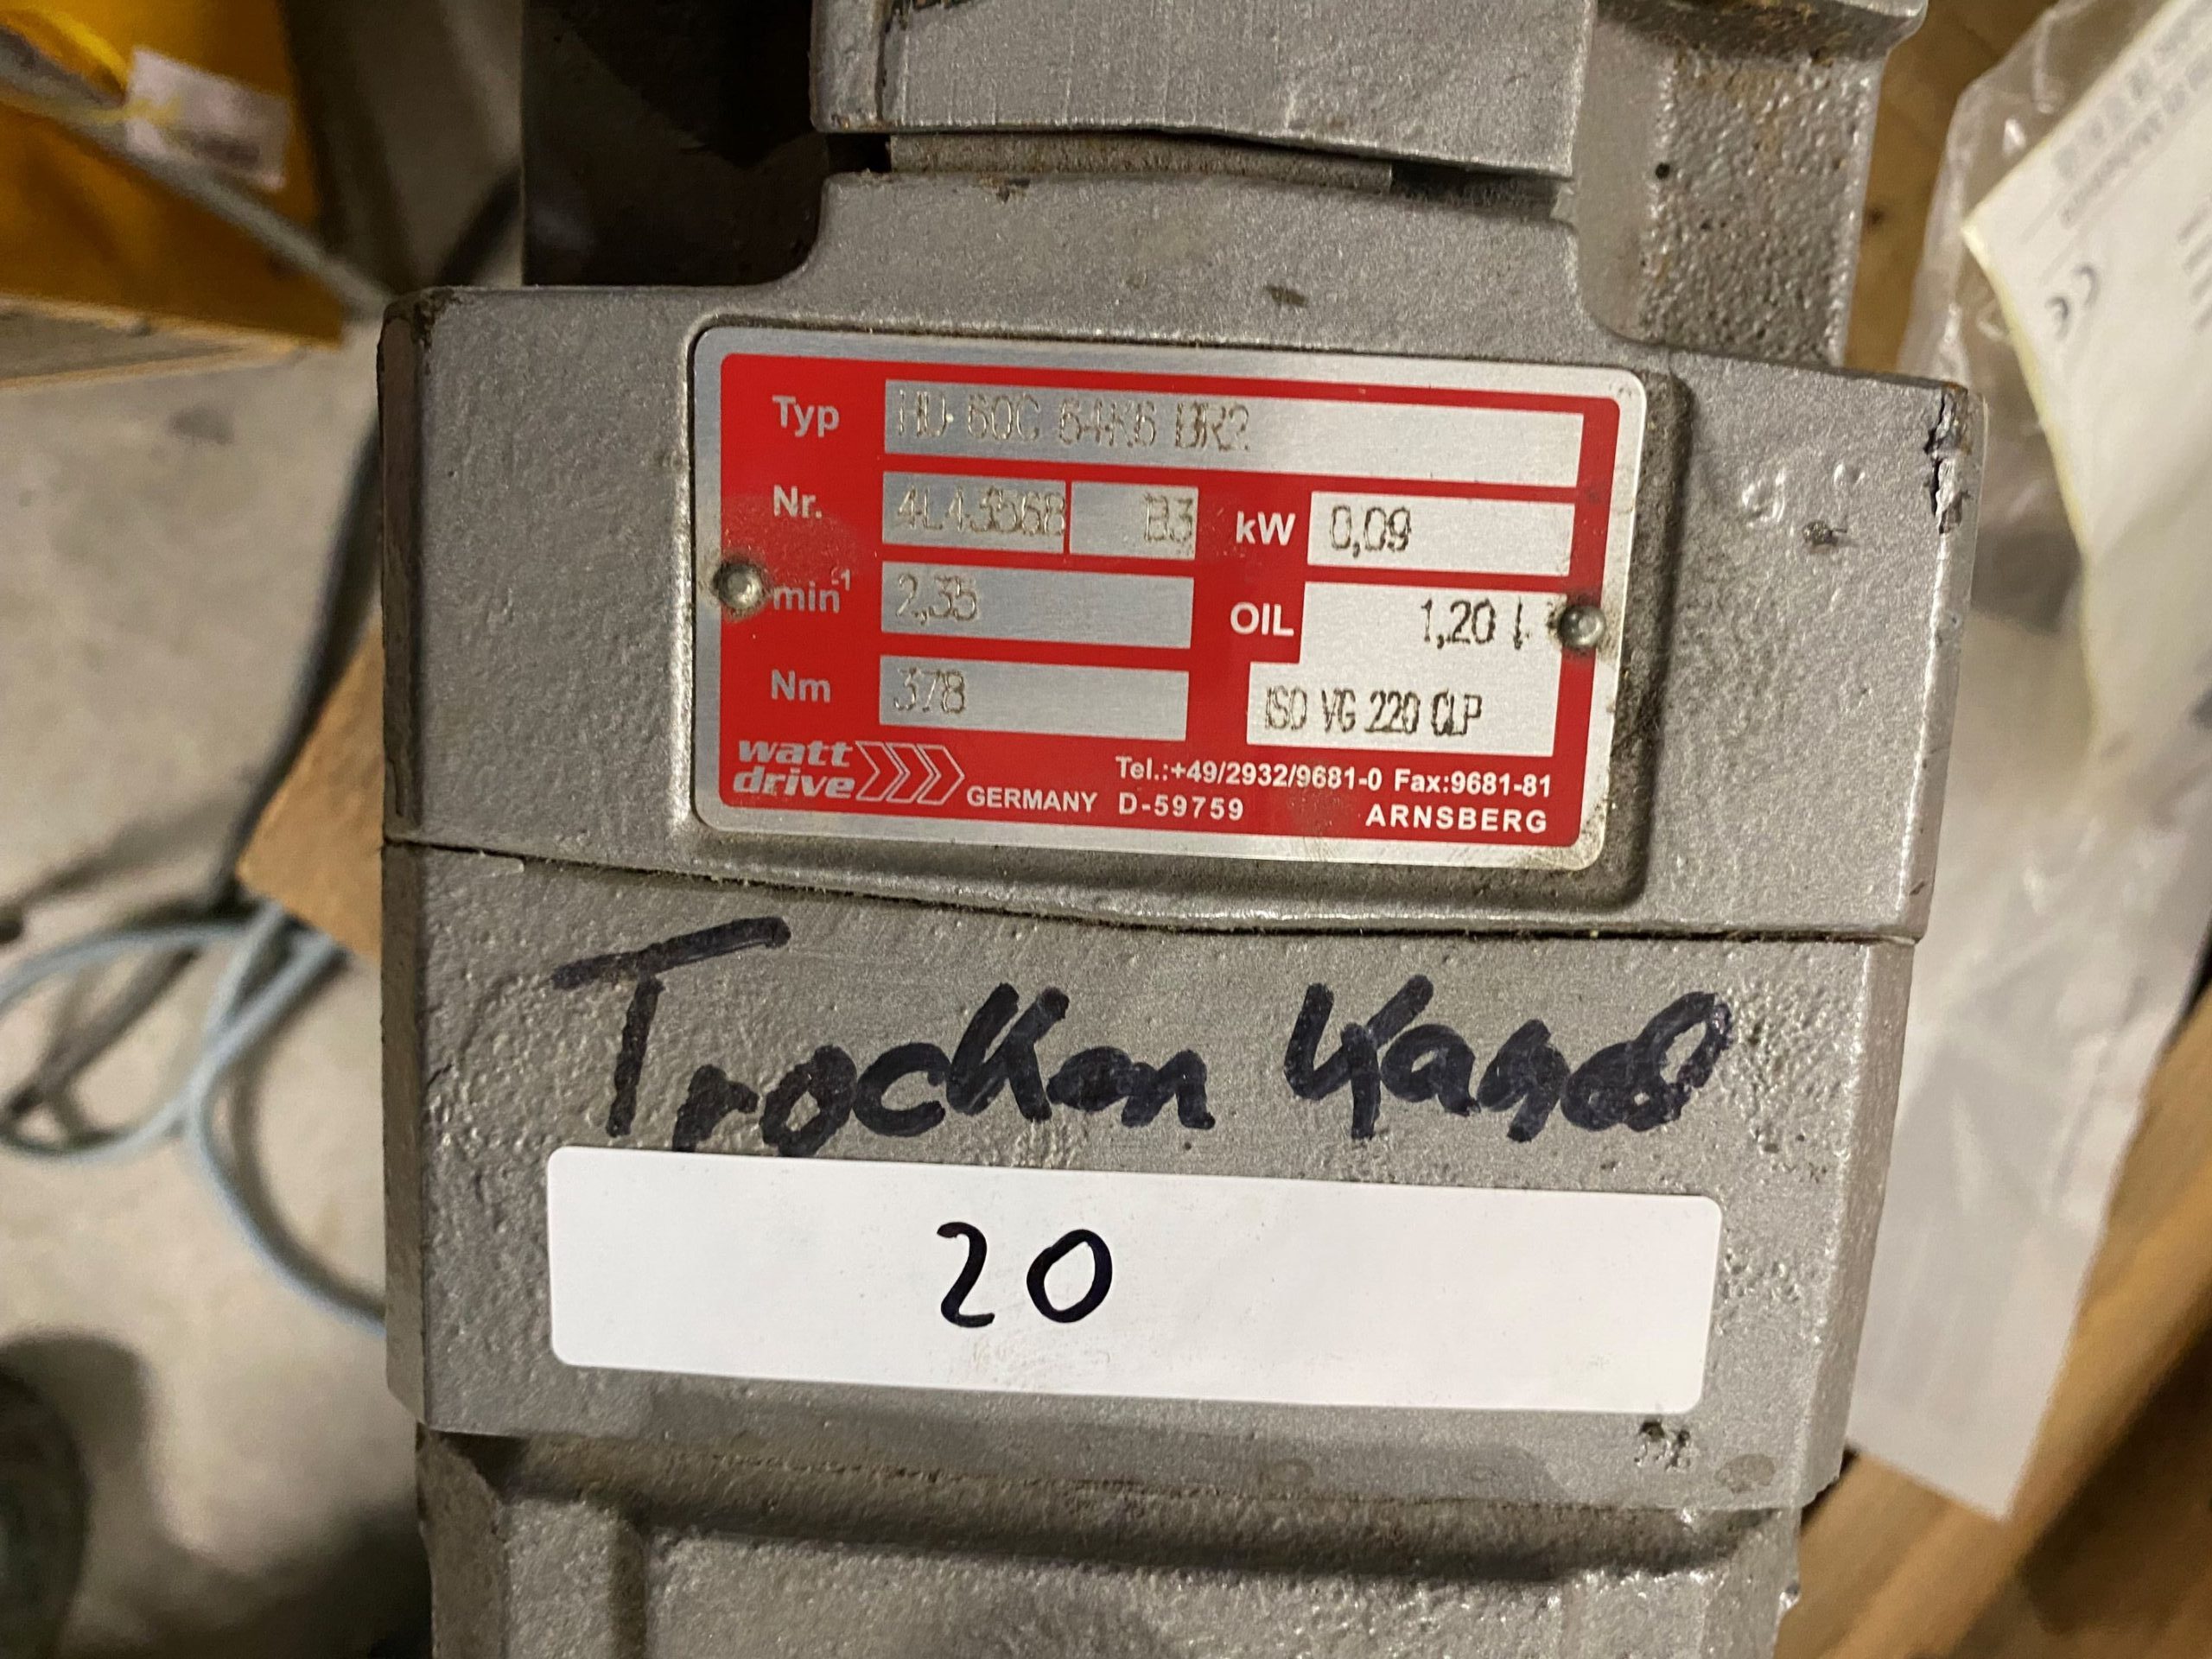 Typ HU 60C 64K6 BR2
Nr. 4L43568 B3 kW 0,09
min-1 2,35 OIL 1,20 l
Nm 378 ISO VG 220 CLP
watt drive GERMANY D-59759 ARNSBERG
Tel.:+49/2932/9681-0 Fax:9681-81
Trocken Kanal
20